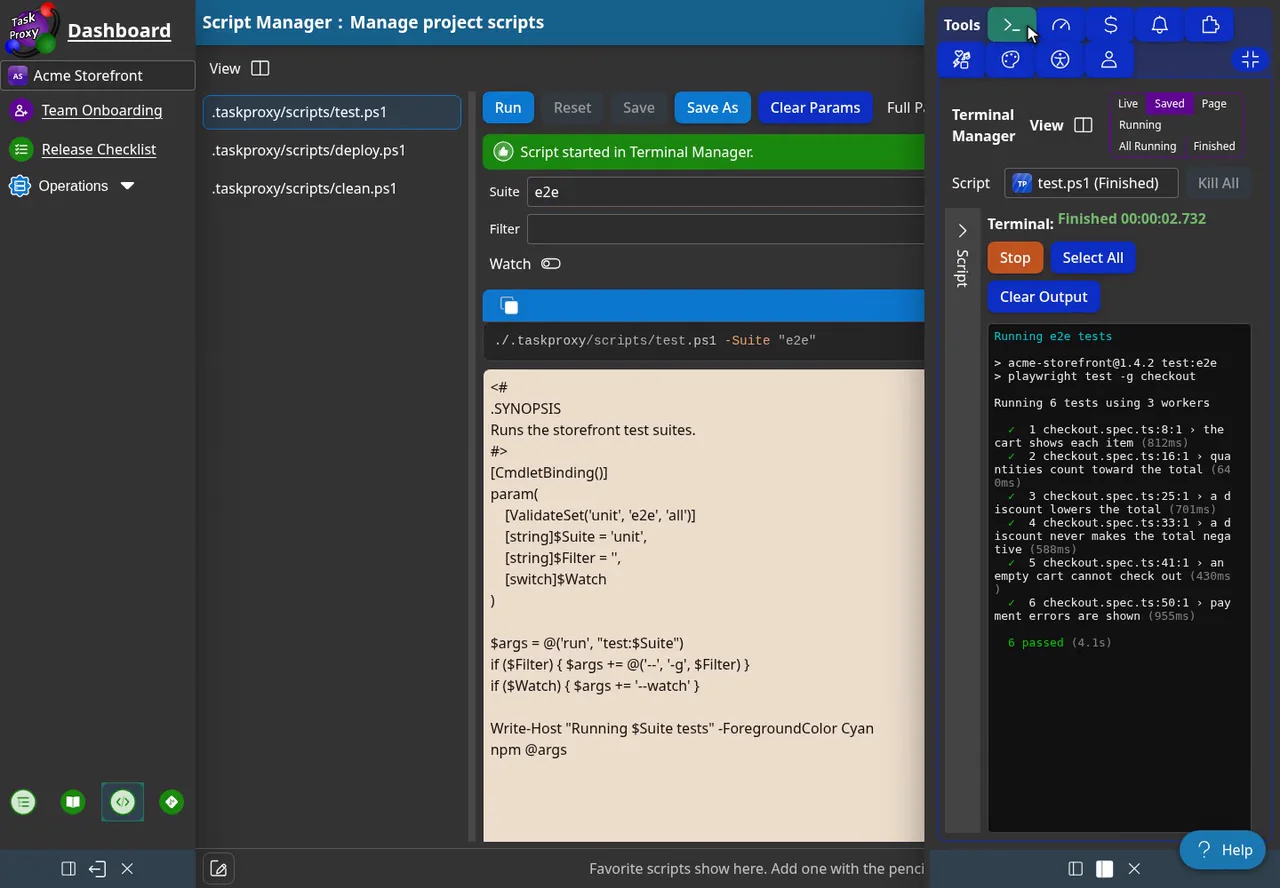 Task
Proxy
Dashboard
AS Acme Storefront
Team Onboarding
Release Checklist
Operations
Script Manager : Manage project scripts
View
.taskproxy/scripts/test.ps1
.taskproxy/scripts/deploy.ps1
.taskproxy/scripts/clean.ps1
Run Reset Save Save As Clear Params Full Pa
Script started in Terminal Manager.
Suite e2e
Filter
Watch
./.taskproxy/scripts/test.ps1 -Suite "e2e"
<#
.SYNOPSIS
Runs the storefront test suites.
#>
[CmdletBinding()]
param(
[ValidateSet('unit', 'e2e', 'all')]
[string]$Suite = 'unit',
[string]$Filter = '',
[switch]$Watch
)
$args = @('run', "test:$Suite")
if ($Filter) { $args += @('--', '-g', $Filter) }
if ($Watch) { $args += '--watch' }
Write-Host "Running $Suite tests" -ForegroundColor Cyan
npm @args
Favorite scripts show here. Add one with the penci
Tools
Terminal
Manager
View
Live Saved Page
Running
All Running Finished
Script TP test.ps1 (Finished) Kill All
Script
Terminal: Finished 00:00:02.732
Stop Select All
Clear Output
Running e2e tests
> acme-storefront@1.4.2 test:e2e
> playwright test -g checkout
Running 6 tests using 3 workers
✓ 1 checkout.spec.ts:8:1 › the
cart shows each item (812ms)
✓ 2 checkout.spec.ts:16:1 › qua
ntities count toward the total (64
0ms)
✓ 3 checkout.spec.ts:25:1 › a d
iscount lowers the total (701ms)
✓ 4 checkout.spec.ts:33:1 › a d
iscount never makes the total nega
tive (588ms)
✓ 5 checkout.spec.ts:41:1 › an
empty cart cannot check out (430ms
)
✓ 6 checkout.spec.ts:50:1 › pay
ment errors are shown (955ms)
6 passed (4.1s)
? Help